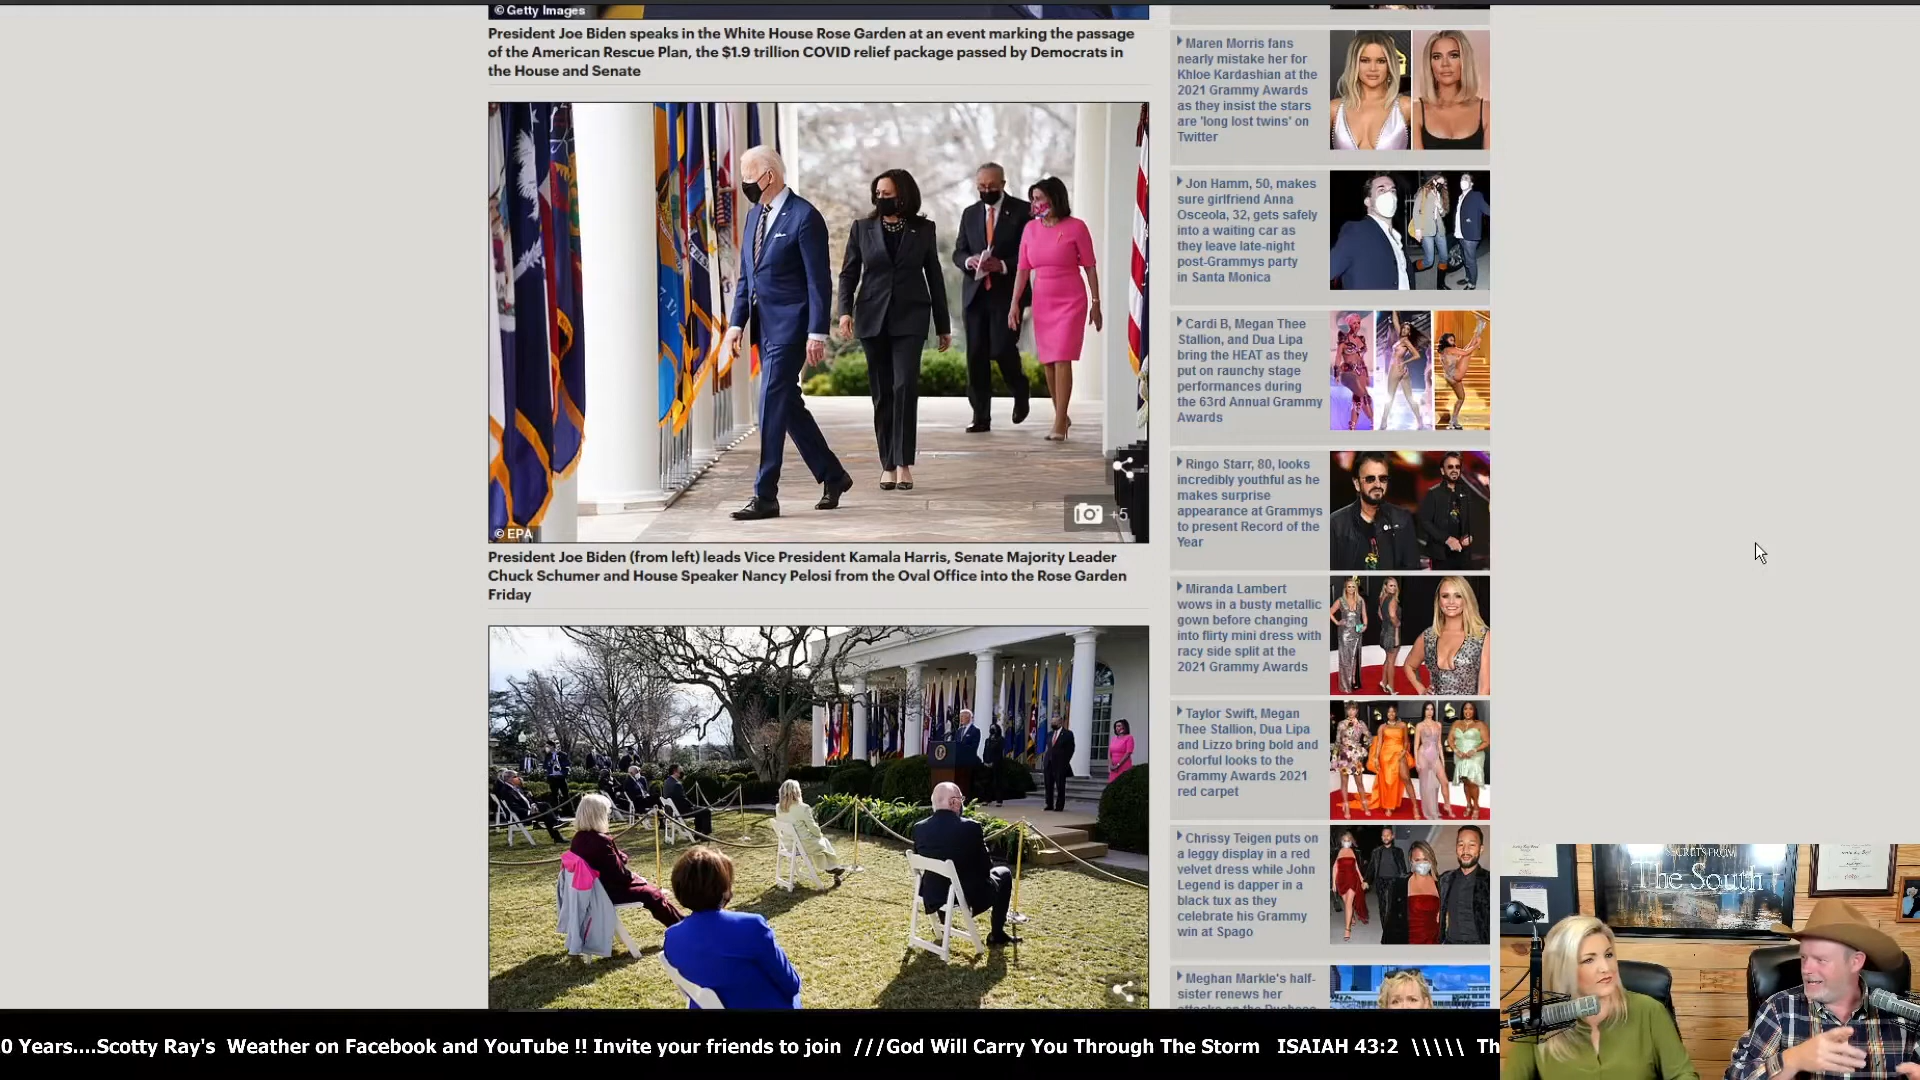 © Getty Images
President Joe Biden speaks in the White House Rose Garden at an event marking the passage
of the American Rescue Plan, the $1.9 trillion COVID relief package passed by Democrats in
the House and Senate
+5
© EPA
President Joe Biden (from left) leads Vice President Kamala Harris, Senate Majority Leader
Chuck Schumer and House Speaker Nancy Pelosi from the Oval Office into the Rose Garden
Friday
Maren Morris fans
nearly mistake her for
Khloe Kardashian at the
2021 Grammy Awards
as they insist the stars
are 'long lost twins' on
Twitter
Jon Hamm, 50, makes
sure girlfriend Anna
Osceola, 32, gets safely
into a waiting car as
they leave late-night
post-Grammys party
in Santa Monica
Cardi B, Megan Thee
Stallion, and Dua Lipa
bring the HEAT as they
put on raunchy stage
performances during
the 63rd Annual Grammy
Awards
Ringo Starr, 80, looks
incredibly youthful as he
makes surprise
appearance at Grammys
to present Record of the
Year
Miranda Lambert
wows in a busty metallic
gown before changing
into flirty mini dress with
racy side split at the
2021 Grammy Awards
Taylor Swift, Megan
Thee Stallion, Dua Lipa
and Lizzo bring bold and
colorful looks to the
Grammy Awards 2021
red carpet
Chrissy Teigen puts on
a leggy display in a red
velvet dress while John
Legend is dapper in a
black tux as they
celebrate his Grammy
win at Spago
Meghan Markle's half-
sister renews her
SECRETS FROM
The South
0 Years....Scotty Ray's Weather on Facebook and YouTube !! Invite your friends to join ///God Will Carry You Through The Storm ISAIAH 43:2 \\\\\ Th